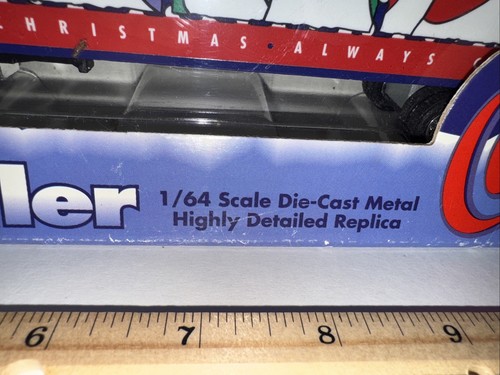 CHRISTMAS • ALWAYS
ler
1/64 Scale Die-Cast Metal
Highly Detailed Replica
6 7 8 9